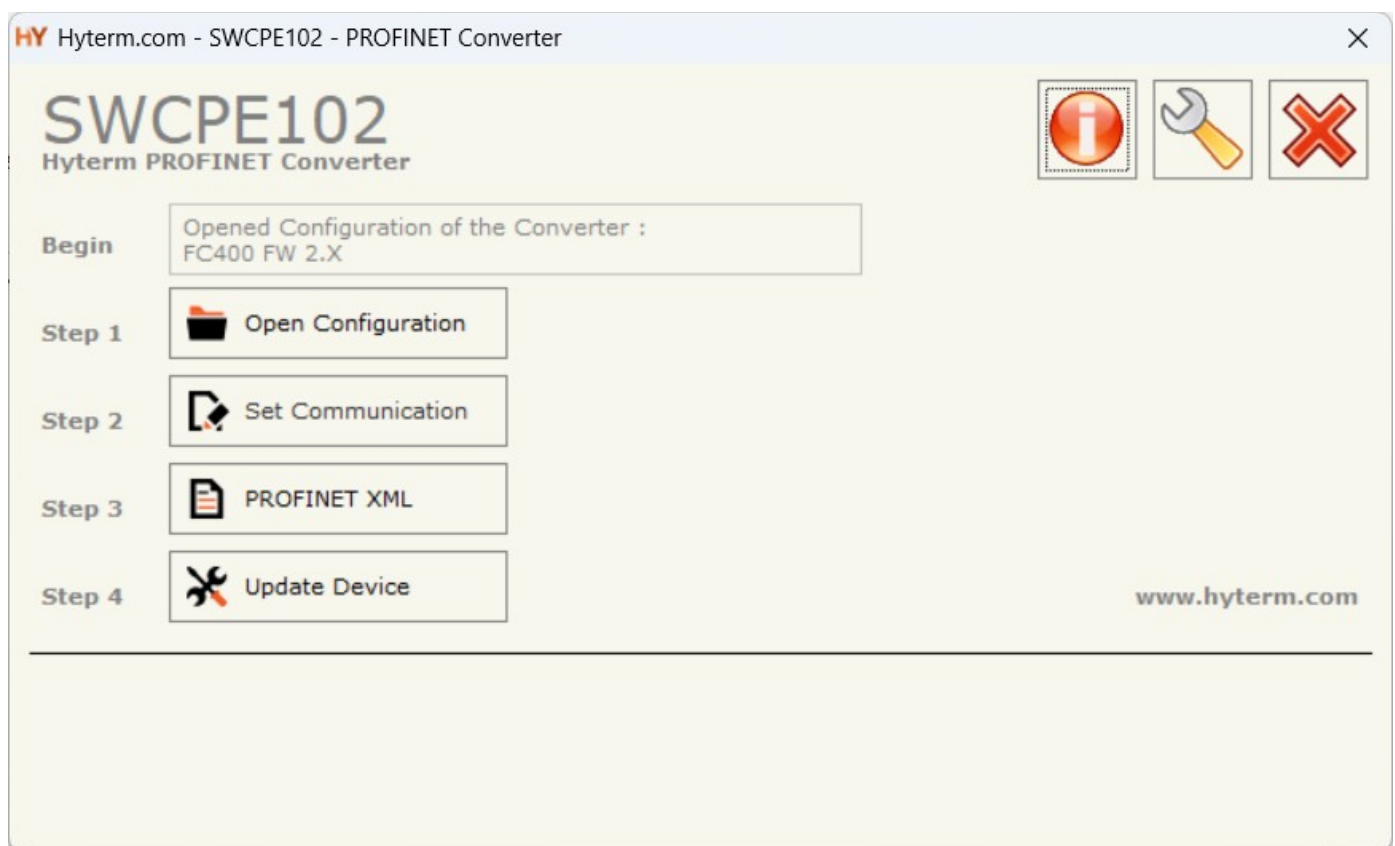 HY Hyterm.com - SWCPE102 - PROFINET Converter
SWCPE102
Hyterm PROFINET Converter
Begin
Opened Configuration of the Converter :
FC400 FW 2.X
Step 1
Open Configuration
Step 2
Set Communication
Step 3
PROFINET XML
Step 4
Update Device
www.hyterm.com